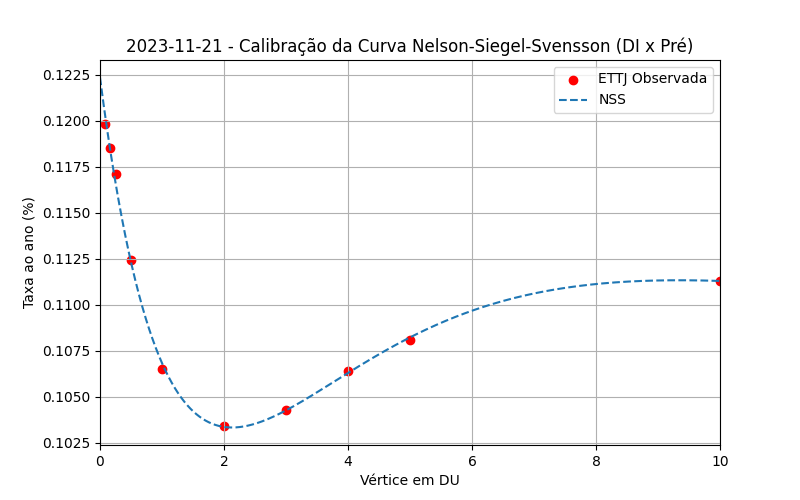 2023-11-21 - Calibração da Curva Nelson-Siegel-Svensson (DI x Pré)
ETTJ Observada
NSS
Taxa ao ano (%)
0.1225
0.1200
0.1175
0.1150
0.1125
0.1100
0.1075
0.1050
0.1025
0 2 4 6 8 10
Vértice em DU